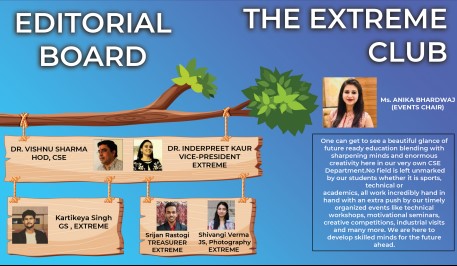 EDITORIAL
BOARD
DR. VISHNU SHARMA
HOD, CSE
DR. INDERPREET KAUR
VICE-PRESIDENT
EXTREME
Kartikeya Singh
GS , EXTREME
Srijan Rastogi
TREASURER
EXTREME
Shivangi Verma
JS, Photography
EXTREME
THE EXTREME
CLUB
Ms. ANIKA BHARDWAJ
(EVENTS CHAIR)
One can get to see a beautiful glance of
future ready education blending with
sharpening minds and enormous
creativity here in our very own CSE
Department.No field is left unmarked
by our students whether it is sports,
technical or
academics, all work incredibly hand in
hand with an extra push by our timely
organized events like technical
workshops, motivational seminars,
creative competitions, industrial visits
and many more. We are here to
develop skilled minds for the future
ahead.